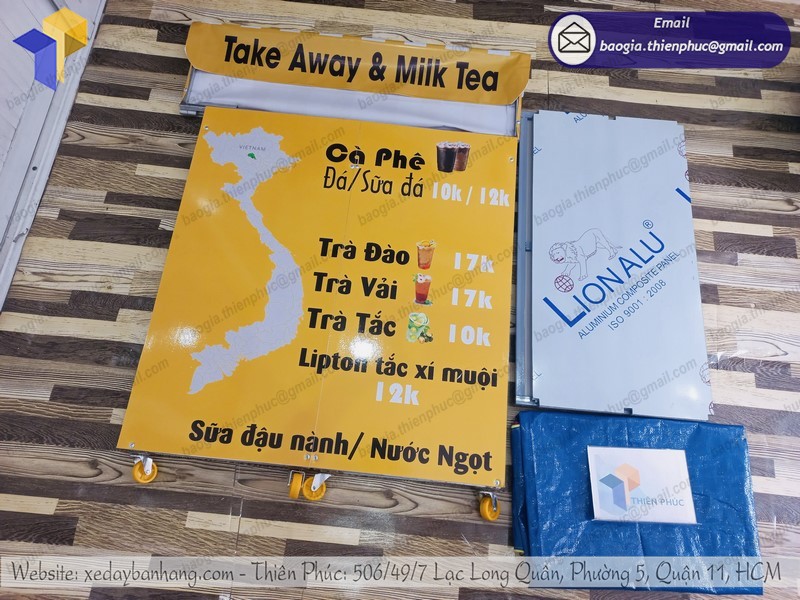 Email
baogia.thienphuc@gmail.com
Take Away & Milk Tea
VIETNAM
Cà Phê
Đá/Sữa đá 10k / 12k
Trà Đào 17k
Trà Vải 17k
Trà Tắc 10k
Lipton tắc xí muội
12k
Sữa đậu nành/ Nước Ngọt
LIONALU®
ALUMINIUM COMPOSITE PANEL
ISO 9001 : 2008
THIÊN PHÚC
Website: xedaybanhang.com - Thiên Phúc: 506/49/7 Lạc Long Quân, Phường 5, Quận 11, HCM